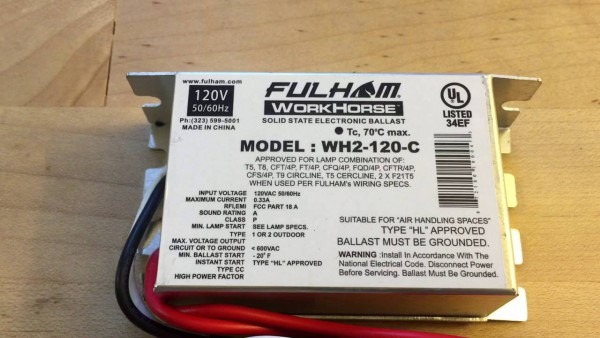 www.fulham.com
120V
50/60Hz
Ph:(323) 599-5001
MADE IN CHINA
FULHAM
WORKHORSE™
SOLID STATE ELECTRONIC BALLAST
Tc, 70°C max.
UL
LISTED
34EF
MODEL : WH2-120-C
APPROVED FOR LAMP COMBINATION OF:
T5, T8, CFT/4P, FT/4P, CFQ/4P, FQD/4P, CFTR/4P,
CFS/4P, T9 CIRCLINE, T5 CERCLINE, 2 X F21T5
WHEN USED PER FULHAM's WIRING SPECS.
INPUT VOLTAGE 120VAC 50/60Hz
MAXIMUM CURRENT 0.33A
RFI,EMI FCC PART 18 A
SOUND RATING A
CLASS P
MIN. LAMP START SEE LAMP SPECS.
TYPE 1 OR 2 OUTDOOR
MAX. VOLTAGE OUTPUT
CIRCUIT OR TO GROUND < 600VAC
MIN. BALLAST START - 20° F
INSTANT START TYPE "HL" APPROVED
TYPE CC
HIGH POWER FACTOR
SUITABLE FOR "AIR HANDLING SPACES"
TYPE "HL" APPROVED
BALLAST MUST BE GROUNDED.
WARNING :Install In Accordance With The
National Electrical Code. Disconnect Power
Before Servicing. Ballast Must Be Grounded.